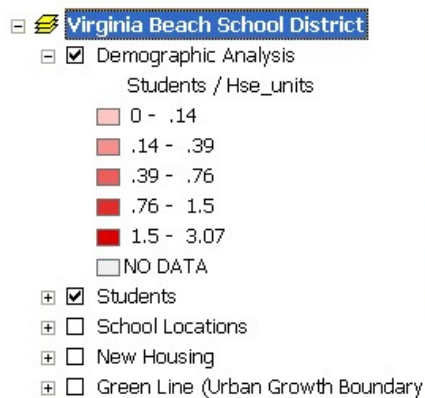 Virginia Beach School District
Demographic Analysis
Students / Hse_units
0 - .14
.14 - .39
.39 - .76
.76 - 1.5
1.5 - 3.07
NO DATA
Students
School Locations
New Housing
Green Line (Urban Growth Boundary